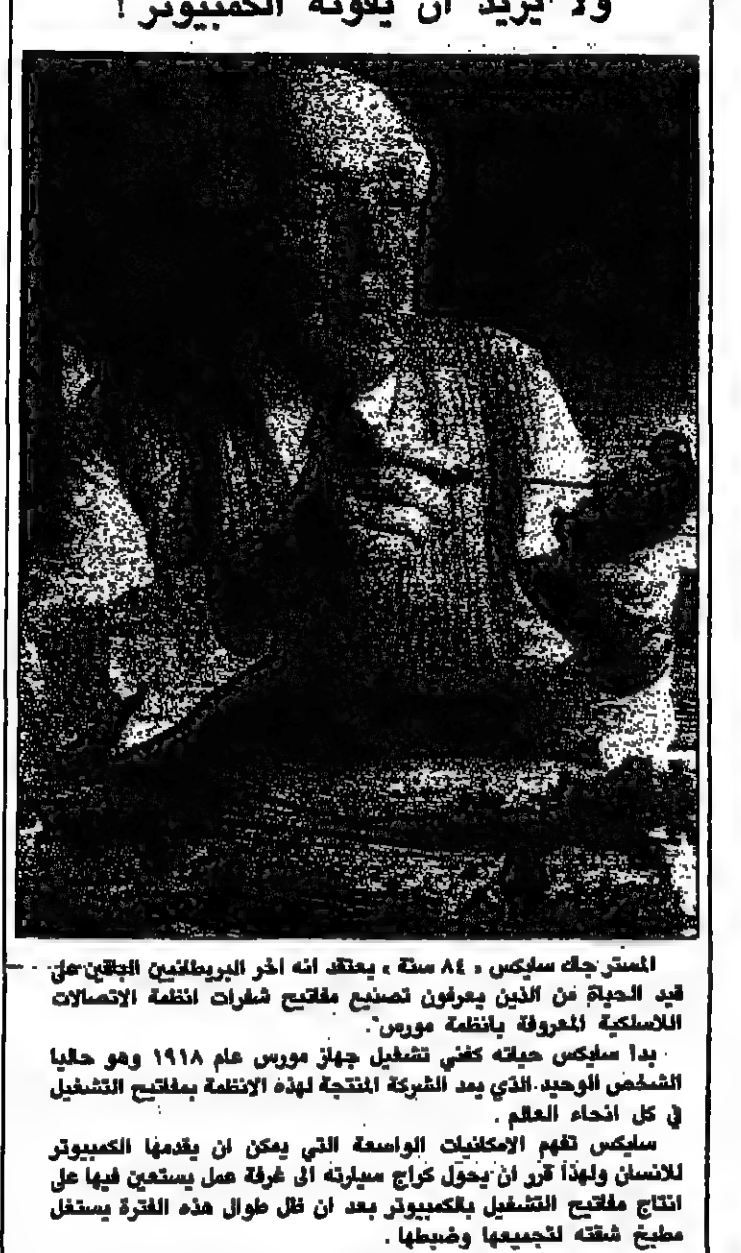 ولا يريد ان يفوته الكمبيوتر !
المستر جاك سايكس « ٨٤ سنة » يعتقد انه اخر البريطانيين الباقين على
قيد الحياة من الذين يعرفون تصنيع مفاتيح شفرات انظمة الاتصالات
اللاسلكية المعروفة بانظمة مورس .
بدا سايكس حياته كفني تشغيل جهاز مورس عام ١٩١٨ وهو حاليا
الشخص الوحيد الذي يمد الشركة المنتجة لهذه الانظمة بمفاتيح التشغيل
في كل انحاء العالم .
سايكس تفهم الامكانيات الواسعة التي يمكن ان يقدمها الكمبيوتر
للانسان ولهذا قرر ان يحول كراج سيارته الى غرفة عمل يستعين فيها على
انتاج مفاتيح التشغيل بالكمبيوتر بعد ان ظل طوال هذه الفترة يستغل
مطبخ شقته لتجميعها وضبطها .